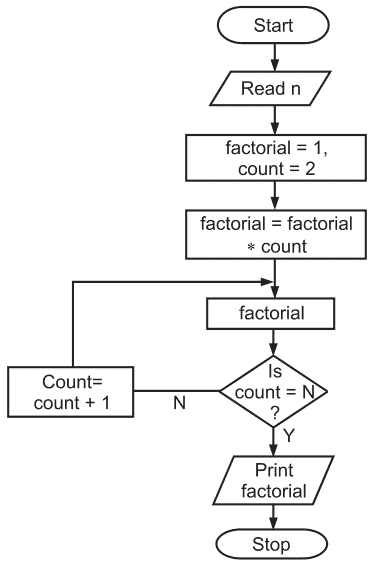 Start
Read n
factorial = 1,
count = 2
factorial = factorial
* count
factorial
Is
count = N
?
Count=
count + 1
N
Y
Print
factorial
Stop